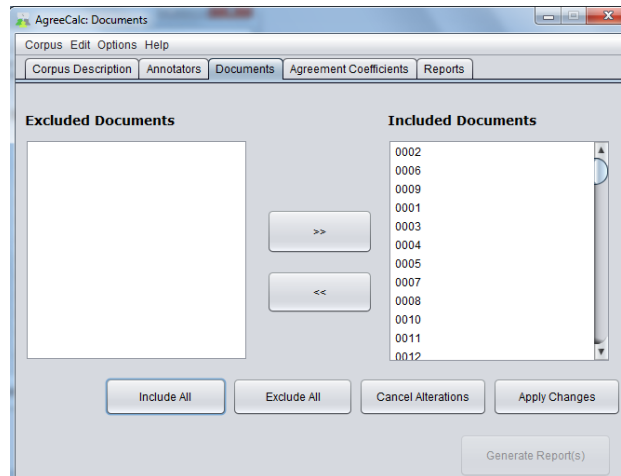 AgreeCalc: Documents
Corpus Edit Options Help
Corpus Description Annotators Documents Agreement Coefficients Reports
Excluded Documents
Included Documents
0002
0006
0009
0001
0003
0004
0005
0007
0008
0010
0011
0012
>>
<<
Include All Exclude All Cancel Alterations Apply Changes
Generate Report(s)